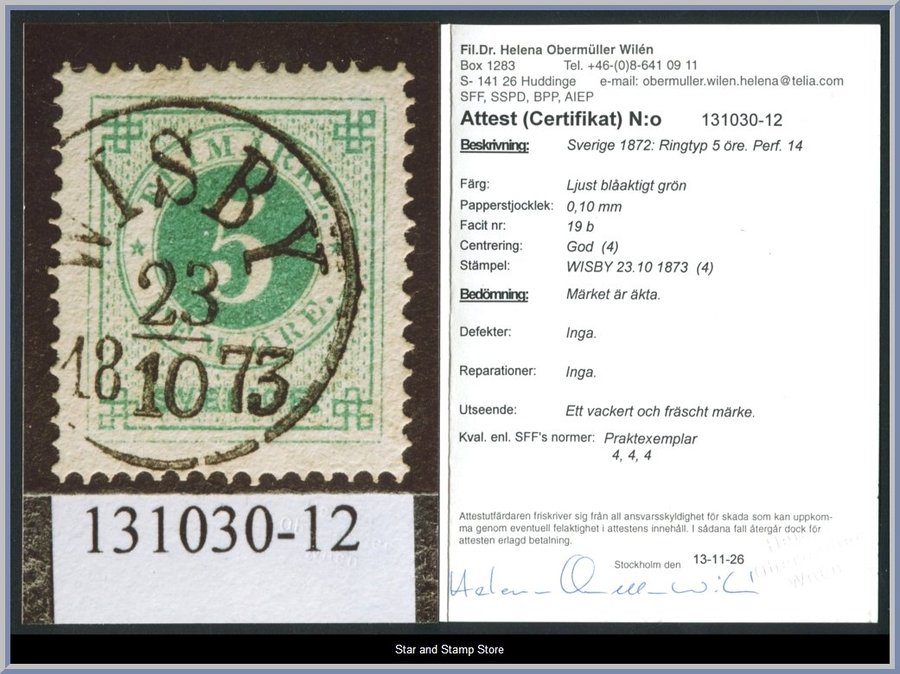 WISBY
23
18 10 73
5
FEM ÖRE.
131030-12
Fil.Dr. Helena Obermüller Wilén
Box 1283 Tel. +46-(0)8-641 09 11
S- 141 26 Huddinge e-mail: obermuller.wilen.helena@telia.com
SFF, SSPD, BPP, AIEP
Attest (Certifikat) N:o 131030-12
Beskrivning: Sverige 1872: Ringtyp 5 öre. Perf. 14
Färg: Ljust blåaktigt grön
Papperstjocklek: 0,10 mm
Facit nr: 19 b
Centrering: God (4)
Stämpel: WISBY 23.10 1873 (4)
Bedömning: Märket är äkta.
Defekter: Inga.
Reparationer: Inga.
Utseende: Ett vackert och fräscht märke.
Kval. enl. SFF's normer: Praktexemplar
4, 4, 4
Attestutfärdaren friskriver sig från all ansvarsskyldighet för skada som kan uppkom-
ma genom eventuell felaktighet i attestens innehåll. I sådana fall återgår dock för
attesten erlagd betalning.
Stockholm den 13-11-26
Star and Stamp Store